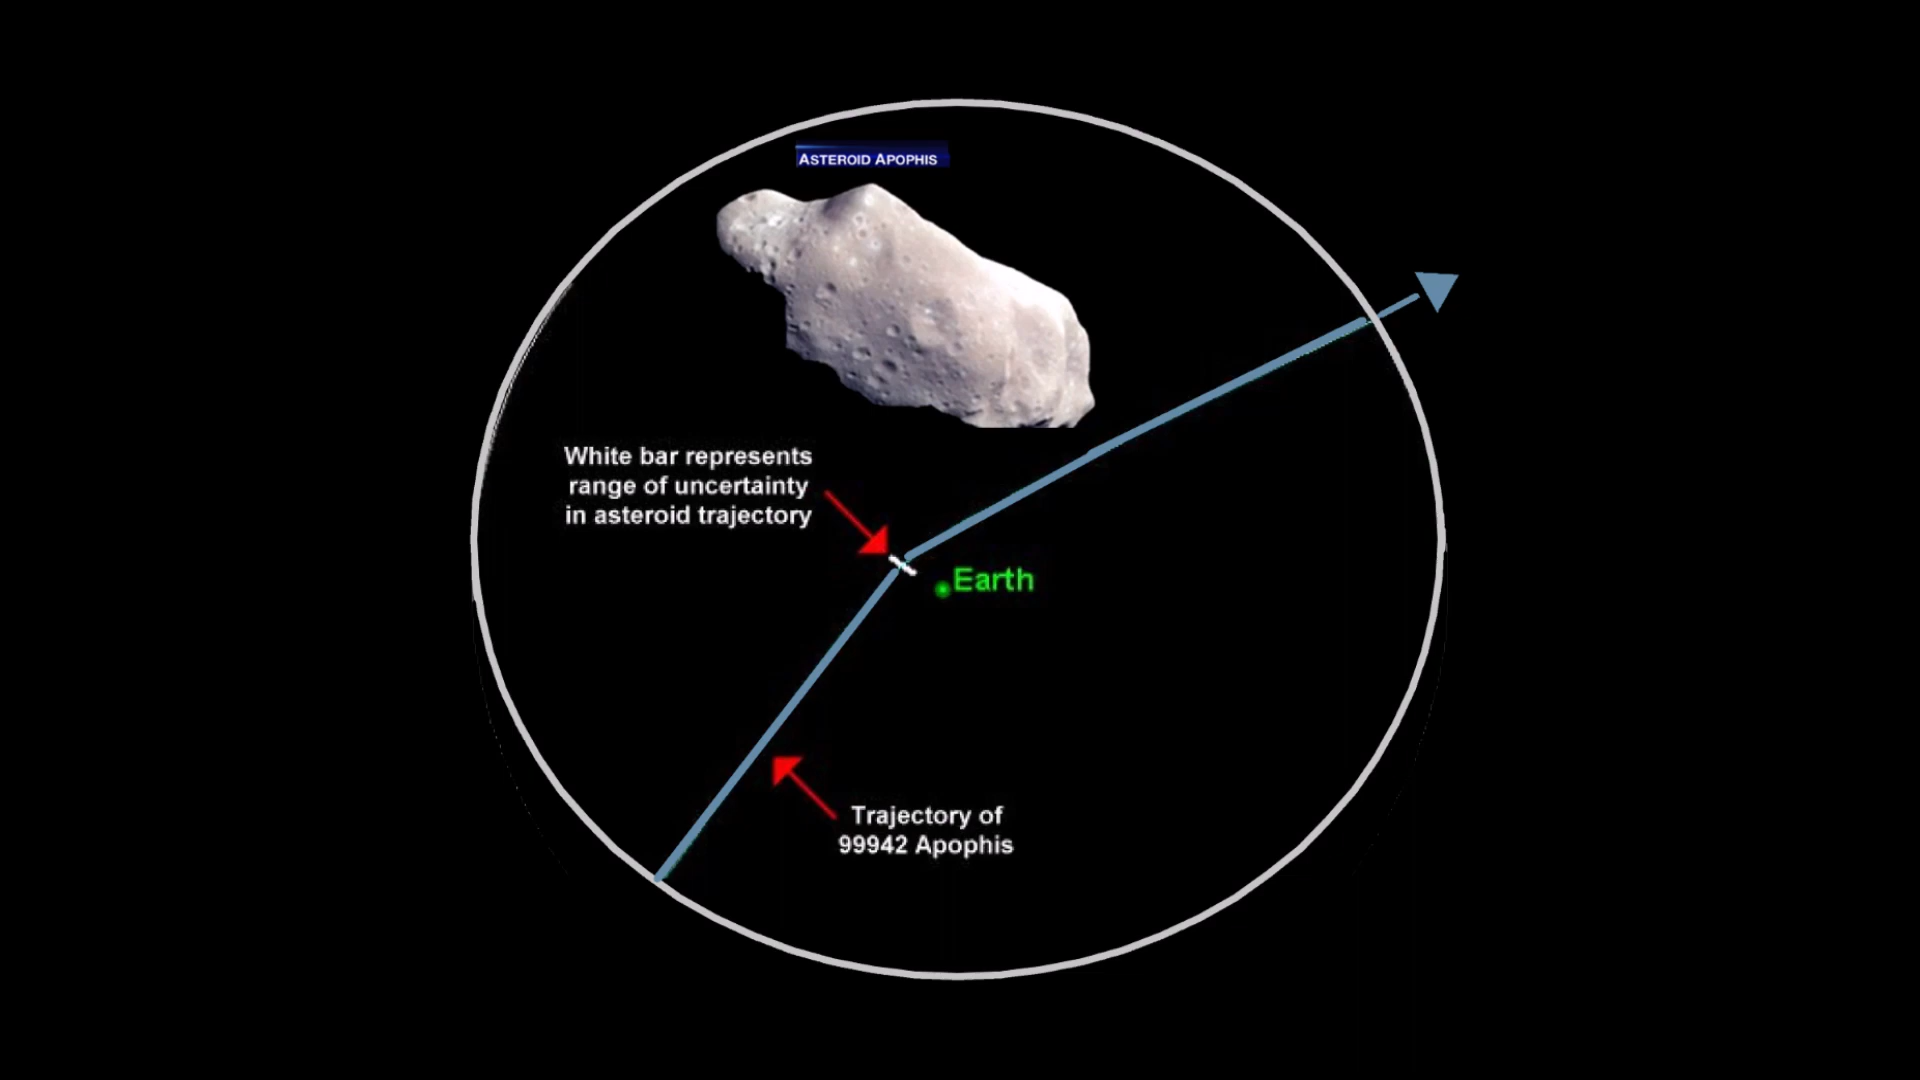 ASTEROID APOPHIS
White bar represents
range of uncertainty
in asteroid trajectory
Earth
Trajectory of
99942 Apophis